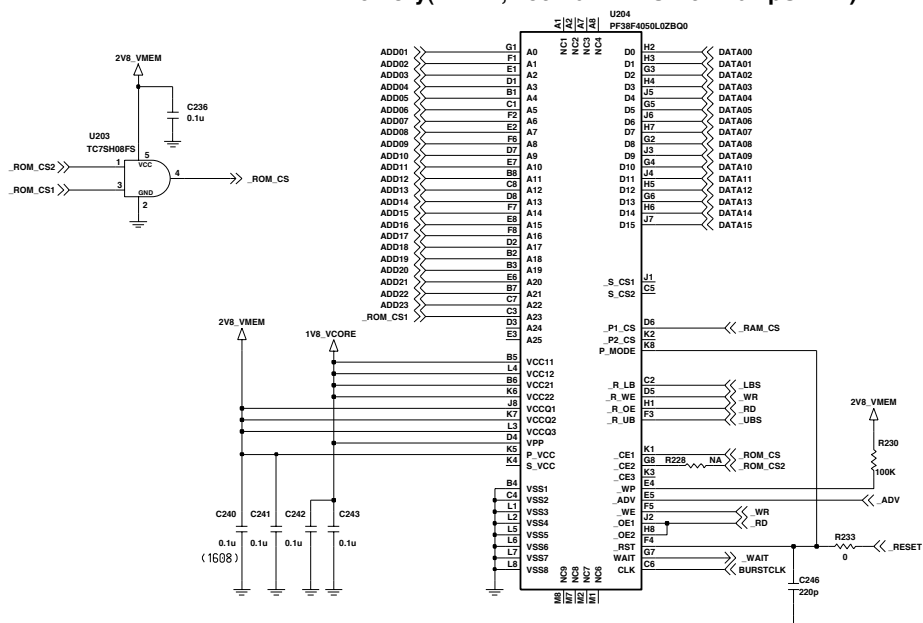 U204
PF38F4050L0ZBQ0
A1 A2 A7 A8
NC1 NC2 NC3 NC4
ADD01 G1 A0 D0 H2 DATA00
ADD02 F1 A1 D1 H3 DATA01
ADD03 E1 A2 D2 G3 DATA02
ADD04 D1 A3 D3 H4 DATA03
ADD05 B1 A4 D4 J5 DATA04
ADD06 C1 A5 D5 G5 DATA05
ADD07 F2 A6 D6 J6 DATA06
ADD08 E2 A7 D7 H7 DATA07
ADD09 F6 A8 D8 G2 DATA08
ADD10 D7 A9 D9 J3 DATA09
ADD11 E7 A10 D10 G4 DATA10
ADD12 B8 A11 D11 J4 DATA11
ADD13 C8 A12 D12 H5 DATA12
ADD14 D8 A13 D13 G6 DATA13
ADD15 F7 A14 D14 H6 DATA14
ADD16 E8 A15 D15 J7 DATA15
ADD17 F8 A16
ADD18 D2 A17
ADD19 B2 A18
ADD20 B3 A19
ADD21 E6 A20 _S_CS1 J1
ADD22 B7 A21 S_CS2 C5
ADD23 C7 A22
_ROM_CS1 C3 A23
D3 A24 _P1_CS D6 _RAM_CS
E3 A25 _P2_CS K2
P_MODE K8
2V8_VMEM
C236
0.1u
U203
TC7SH08FS
5
VCC
_ROM_CS2 1
4 _ROM_CS
_ROM_CS1 3
GND
2
2V8_VMEM
1V8_VCORE
B5 VCC11
L4 VCC12
B6 VCC21 _R_LB C2 _LBS
K6 VCC22 _R_WE D5 _WR
J8 VCCQ1 _R_OE H1 _RD
K7 VCCQ2 _R_UB F3 _UBS
L3 VCCQ3
D4 VPP
K5 P_VCC _CE1 K1 _ROM_CS
K4 S_VCC _CE2 G8 R228 NA _ROM_CS2
_CE3 K3
B4 VSS1 _WP E4
C4 VSS2 _ADV E5 _ADV
L1 VSS3 _WE F5 _WR
L2 VSS4 _OE1 J2 _RD
L5 VSS5 _OE2 H8
L6 VSS6 _RST F4
L7 VSS7 WAIT G7 _WAIT
L8 VSS8 CLK C6 BURSTCLK
2V8_VMEM
R230
100K
R233
0
_RESET
C246
220p
C240 C241 C242 C243
0.1u 0.1u 0.1u 0.1u
(1608)
NC9 NC8 NC7 NC6
M8 M7 M2 M1